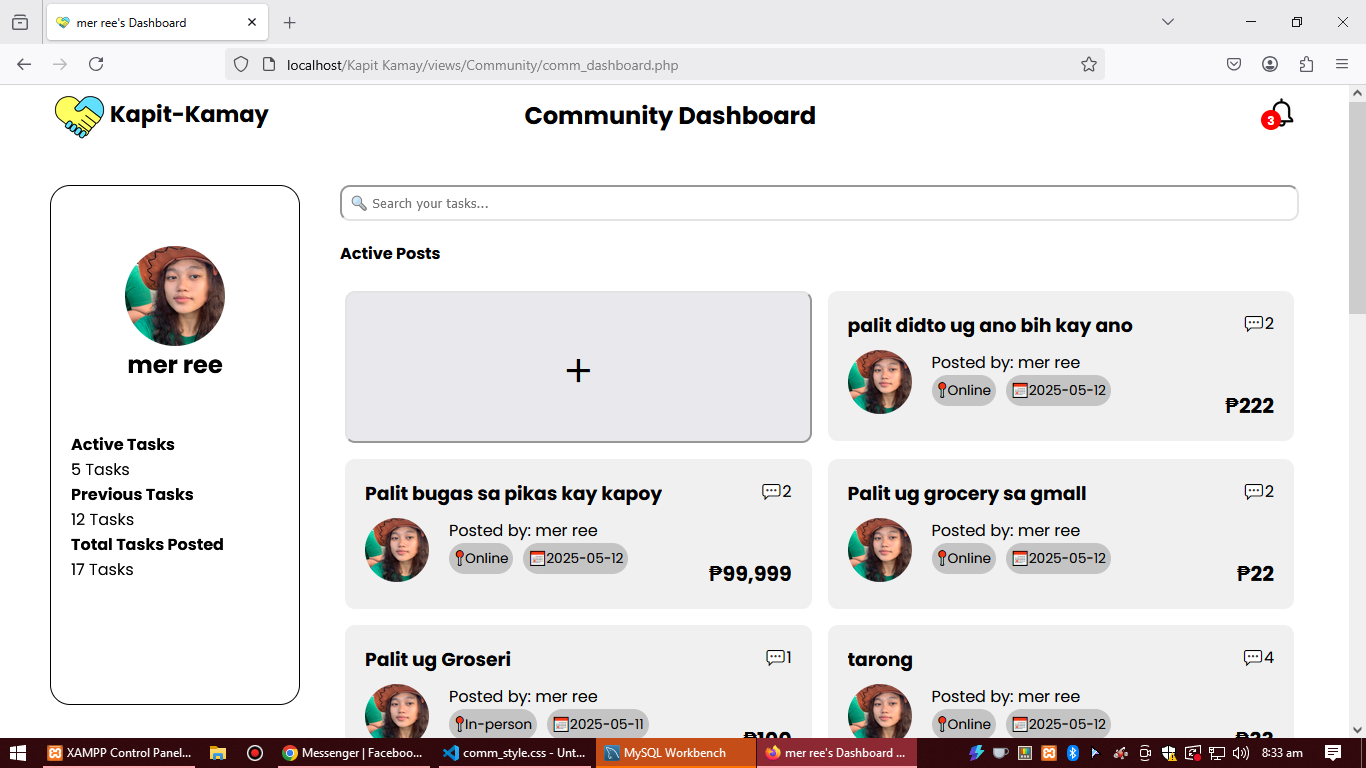 mer ree's Dashboard
localhost/Kapit Kamay/views/Community/comm_dashboard.php
Kapit-Kamay
Community Dashboard
3
mer ree
Active Tasks
5 Tasks
Previous Tasks
12 Tasks
Total Tasks Posted
17 Tasks
Search your tasks...
Active Posts
+
palit didto ug ano bih kay ano
2
Posted by: mer ree
Online
2025-05-12
₱222
Palit bugas sa pikas kay kapoy
2
Posted by: mer ree
Online
2025-05-12
₱99,999
Palit ug grocery sa gmall
2
Posted by: mer ree
Online
2025-05-12
₱22
Palit ug Groseri
1
Posted by: mer ree
In-person
2025-05-11
tarong
4
Posted by: mer ree
Online
2025-05-12
XAMPP Control Panel...
Messenger | Faceboo...
comm_style.css - Unt...
MySQL Workbench
mer ree's Dashboard ...
8:33 am